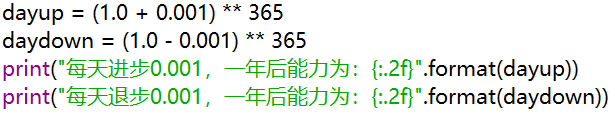 dayup = (1.0 + 0.001) ** 365
daydown = (1.0 - 0.001) ** 365
print("每天进步0.001，一年后能力为：{:.2f}".format(dayup))
print("每天退步0.001，一年后能力为：{:.2f}".format(daydown))